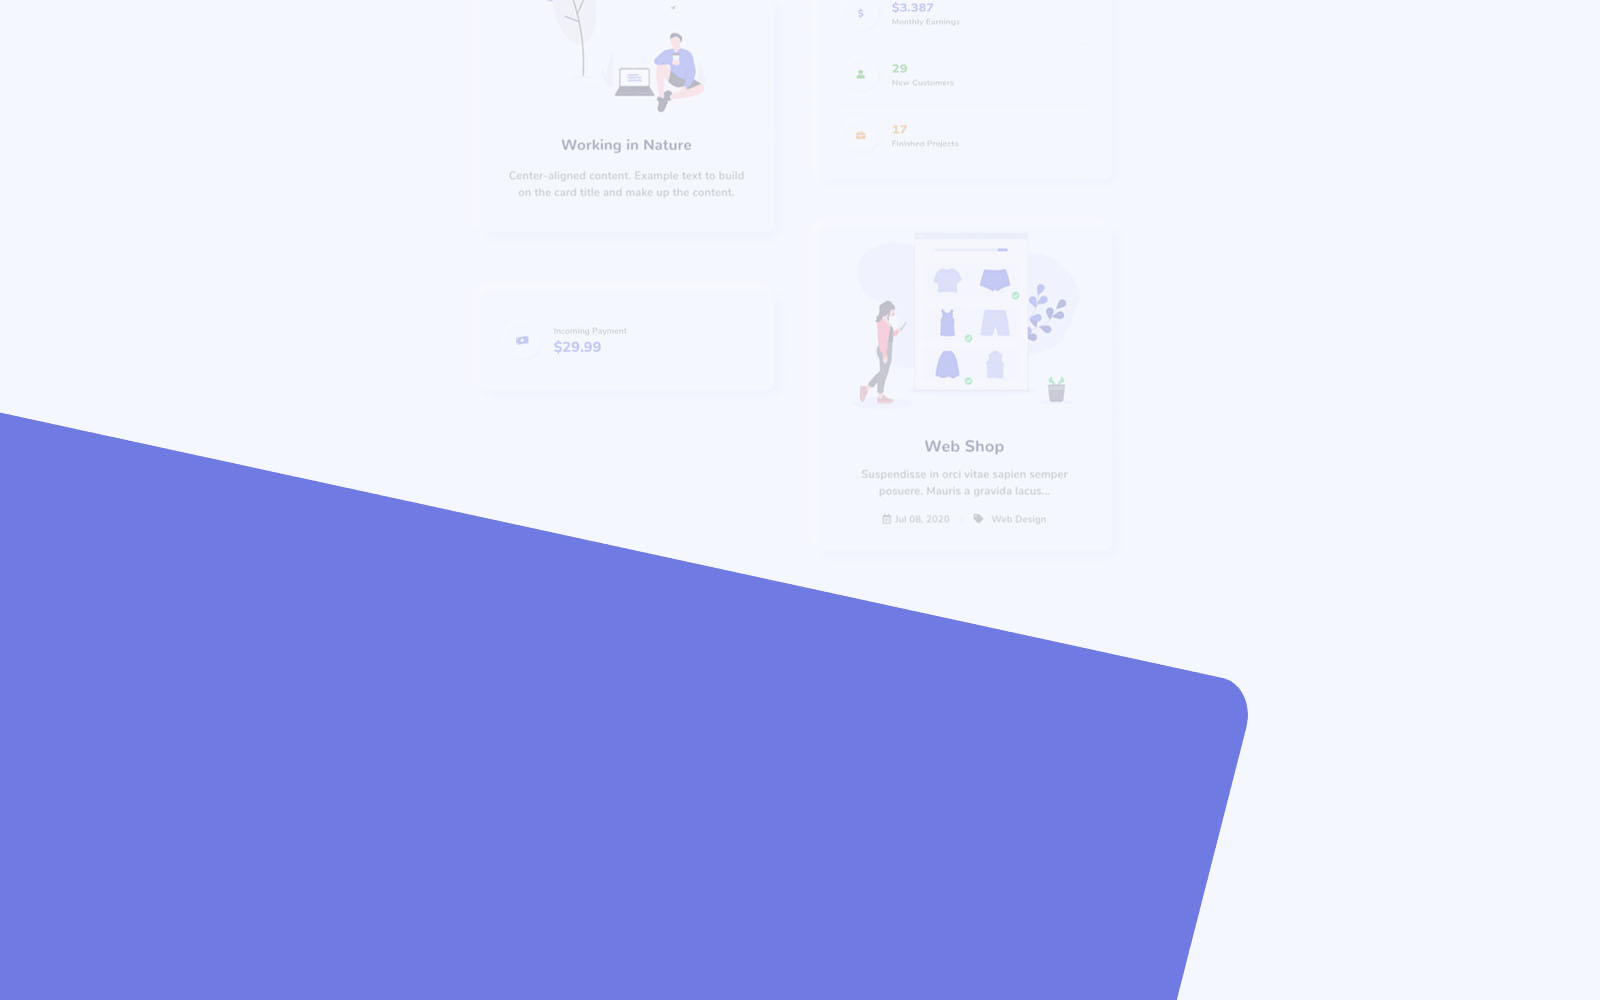 Working in Nature
Center-aligned content. Example text to build
on the card title and make up the content.
Incoming Payment
$29.99
$3.387
Monthly Earnings
29
New Customers
17
Finished Projects
Web Shop
Suspendisse in orci vitae sapien semper
posuere. Mauris a gravida lacus...
Jul 08, 2020
Web Design